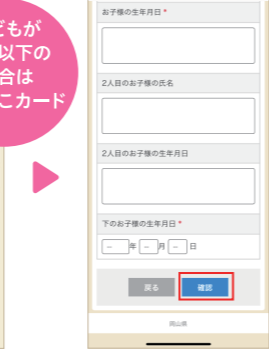 どもが
以下の
合は
こカード
お子様の生年月日 *
2人目のお子様の氏名
2人目のお子様の生年月日
下のお子様の生年月日 *
– 年 – 月 – 日
戻る 確認
岡山県